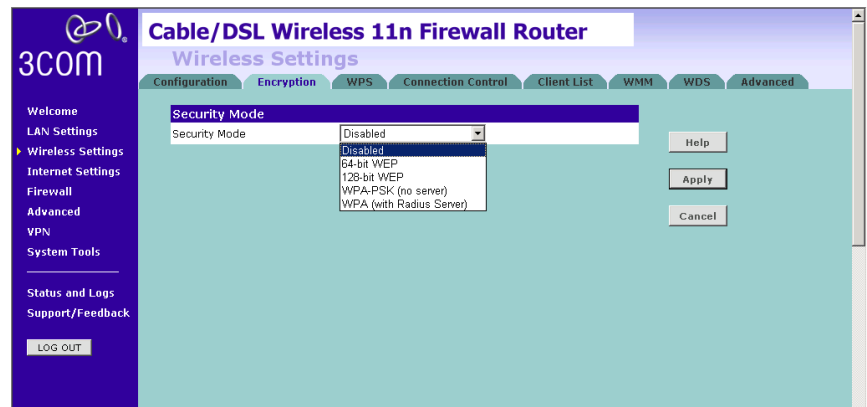 3COM
Cable/DSL Wireless 11n Firewall Router
Wireless Settings
Configuration Encryption WPS Connection Control Client List WMM WDS Advanced
Welcome
LAN Settings
Wireless Settings
Internet Settings
Firewall
Advanced
VPN
System Tools
Status and Logs
Support/Feedback
LOG OUT
Security Mode
Security Mode Disabled
Disabled
64-bit WEP
128-bit WEP
WPA-PSK (no server)
WPA (with Radius Server)
Help
Apply
Cancel